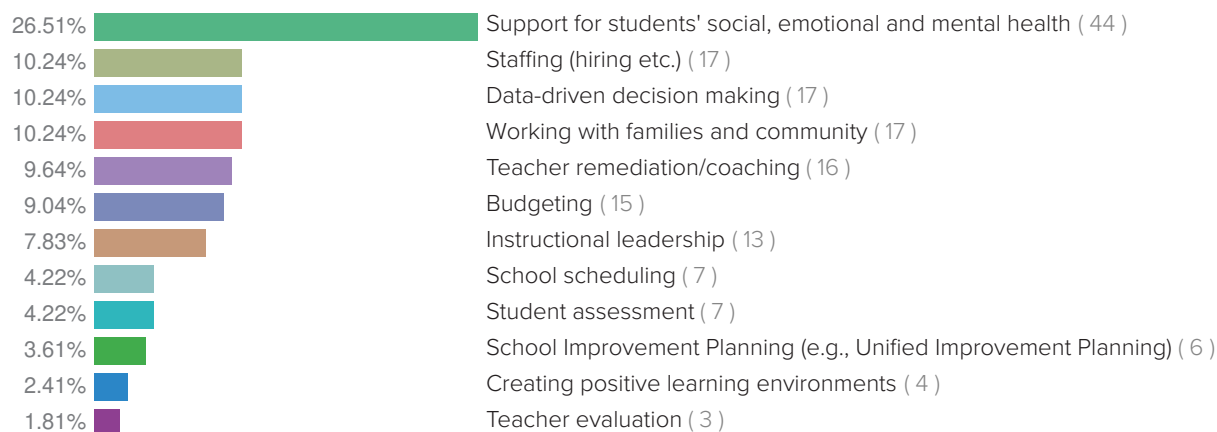 26.51% Support for students' social, emotional and mental health ( 44 )
10.24% Staffing (hiring etc.) ( 17 )
10.24% Data-driven decision making ( 17 )
10.24% Working with families and community ( 17 )
9.64% Teacher remediation/coaching ( 16 )
9.04% Budgeting ( 15 )
7.83% Instructional leadership ( 13 )
4.22% School scheduling ( 7 )
4.22% Student assessment ( 7 )
3.61% School Improvement Planning (e.g., Unified Improvement Planning) ( 6 )
2.41% Creating positive learning environments ( 4 )
1.81% Teacher evaluation ( 3 )